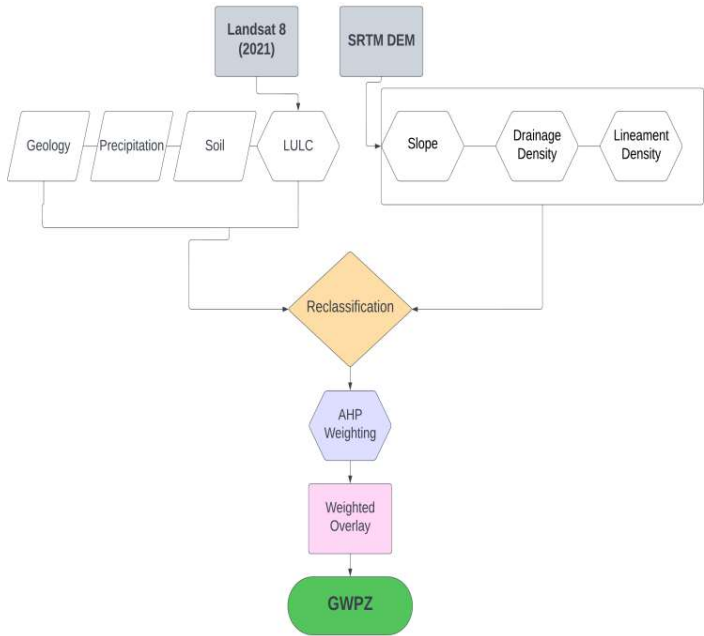 Landsat 8
(2021)
SRTM DEM
Geology
Precipitation
Soil
LULC
Slope
Drainage
Density
Lineament
Density
Reclassification
AHP
Weighting
Weighted
Overlay
GWPZ